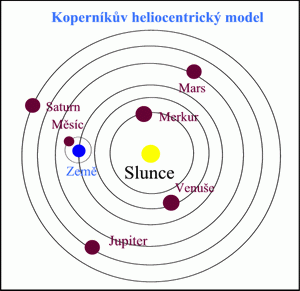 Koperníkův heliocentrický model
Mars
Saturn
Merkur
Měsíc
Země
Slunce
Venuše
Jupiter